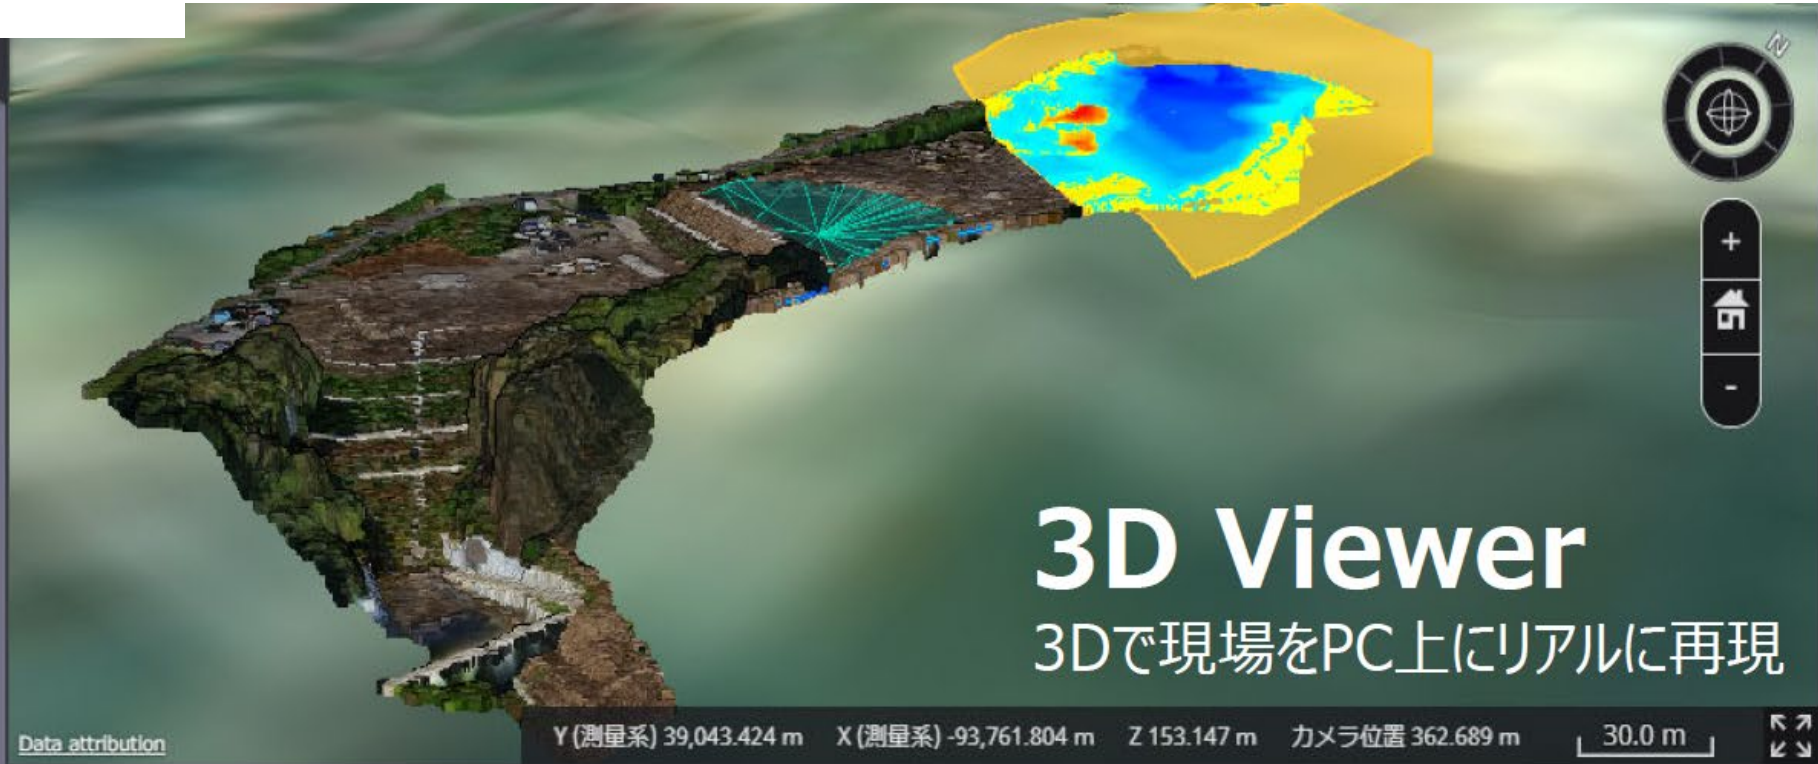 N
+
-
3D Viewer
3Dで現場をPC上にリアルに再現
Data attribution
Y (測量系) 39,043.424 m X (測量系) -93,761.804 m Z 153.147 m カメラ位置 362.689 m 30.0 m